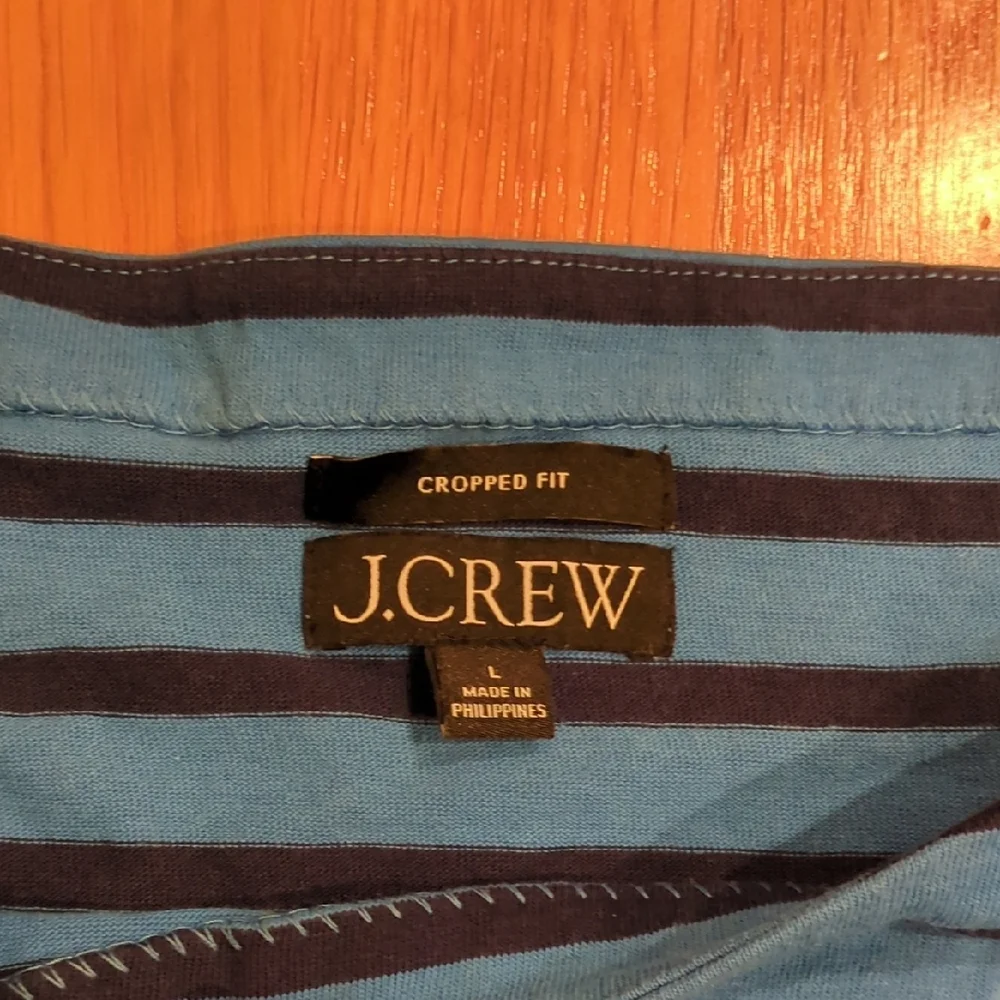 CROPPED FIT
J.CREW
L
MADE IN
PHILIPPINES